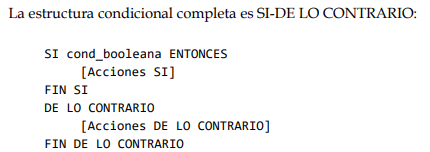 La estructura condicional completa es SI-DE LO CONTRARIO:
SI cond_booleana ENTONCES
[Acciones SI]
FIN SI
DE LO CONTRARIO
[Acciones DE LO CONTRARIO]
FIN DE LO CONTRARIO